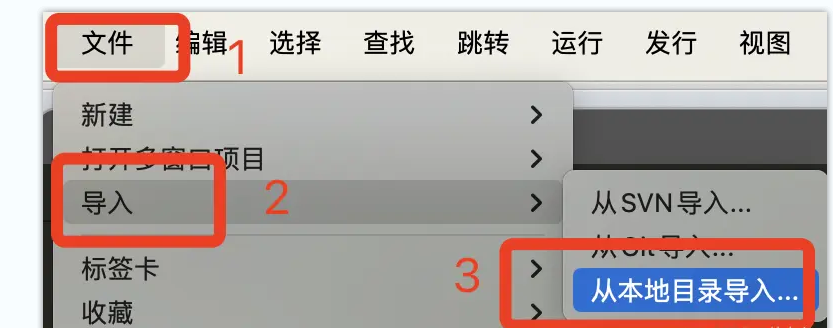 文件 编辑 选择 查找 跳转 运行 发行 视图
1
新建
打开多窗口项目
导入
2
从SVN导入...
从Git导入...
3
从本地目录导入...
标签卡
收藏